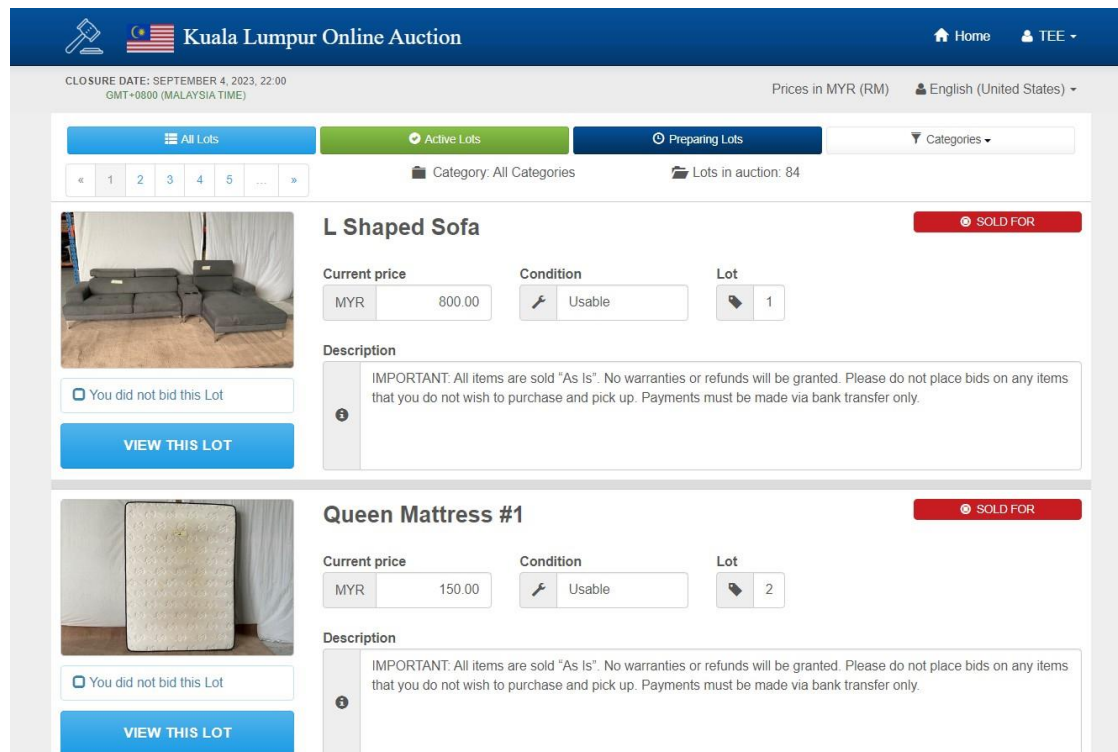 Kuala Lumpur Online Auction
Home
TEE
CLOSURE DATE: SEPTEMBER 4, 2023, 22:00
GMT+0800 (MALAYSIA TIME)
Prices in MYR (RM)
English (United States)
All Lots
Active Lots
Preparing Lots
Categories
« 1 2 3 4 5 ... »
Category: All Categories
Lots in auction: 84
L Shaped Sofa
SOLD FOR
Current price
Condition
Lot
MYR 800.00
Usable
1
Description
IMPORTANT: All items are sold “As Is”. No warranties or refunds will be granted. Please do not place bids on any items
that you do not wish to purchase and pick up. Payments must be made via bank transfer only.
You did not bid this Lot
VIEW THIS LOT
Queen Mattress #1
SOLD FOR
Current price
Condition
Lot
MYR 150.00
Usable
2
Description
IMPORTANT: All items are sold “As Is”. No warranties or refunds will be granted. Please do not place bids on any items
that you do not wish to purchase and pick up. Payments must be made via bank transfer only.
You did not bid this Lot
VIEW THIS LOT